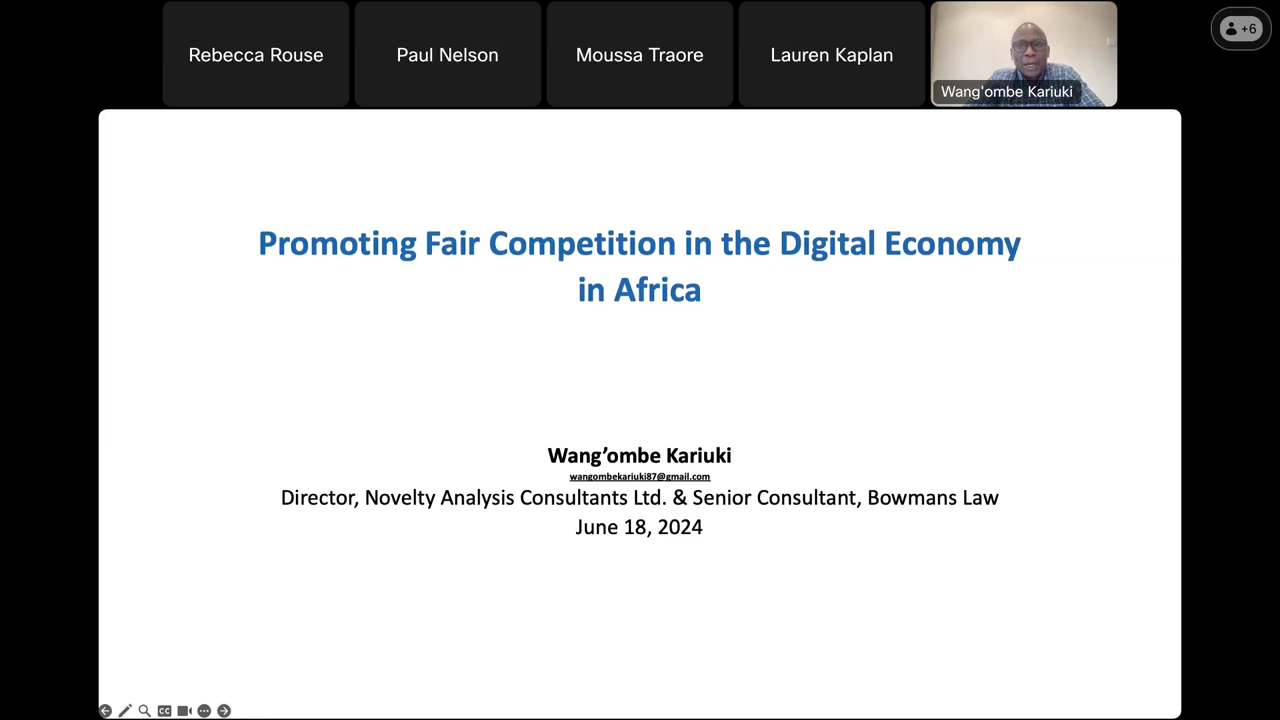 Rebecca Rouse
Paul Nelson
Moussa Traore
Lauren Kaplan
Wang'ombe Kariuki
+6
Promoting Fair Competition in the Digital Economy
in Africa
Wang’ombe Kariuki
wangombekariuki87@gmail.com
Director, Novelty Analysis Consultants Ltd. & Senior Consultant, Bowmans Law
June 18, 2024
CC